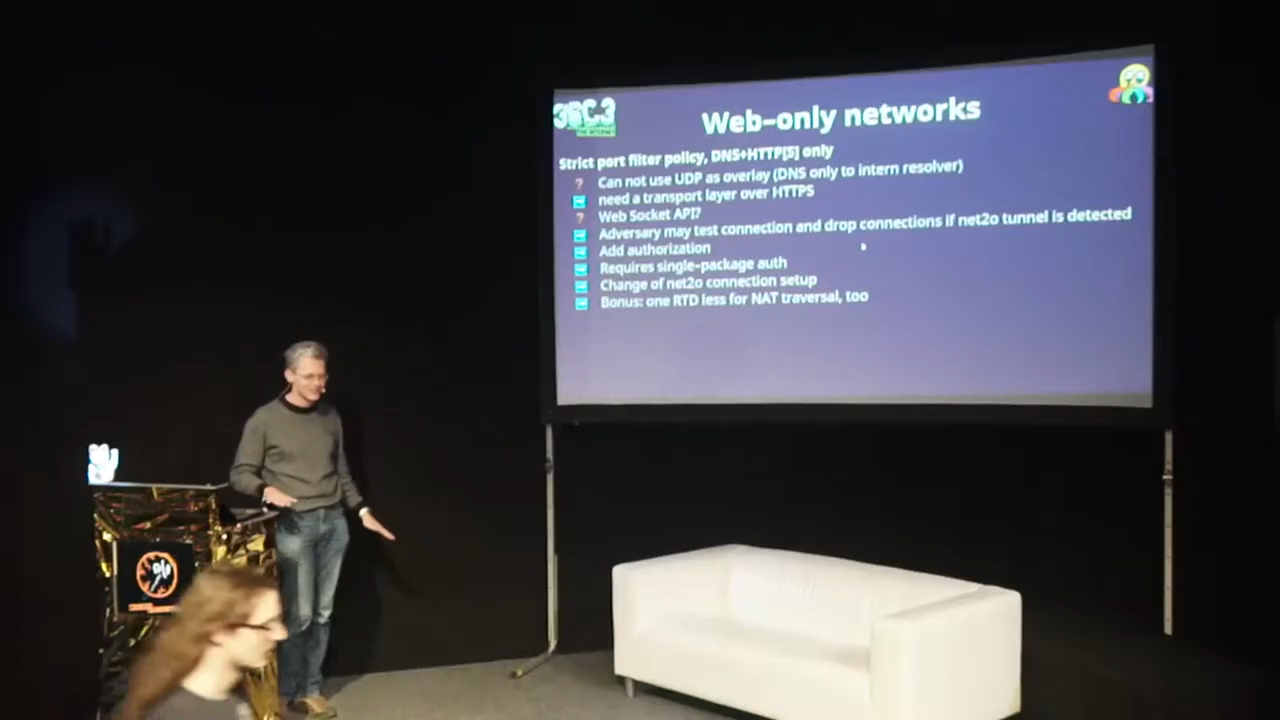 Web-only networks
Strict port filter policy, DNS+HTTP[S] only
? Can not use UDP as overlay (DNS only to intern resolver)
need a transport layer over HTTPS
? Web Socket API?
Adversary may test connection and drop connections if net2o tunnel is detected
Add authorization
Requires single-package auth
Change of net2o connection setup
Bonus: one RTD less for NAT traversal, too